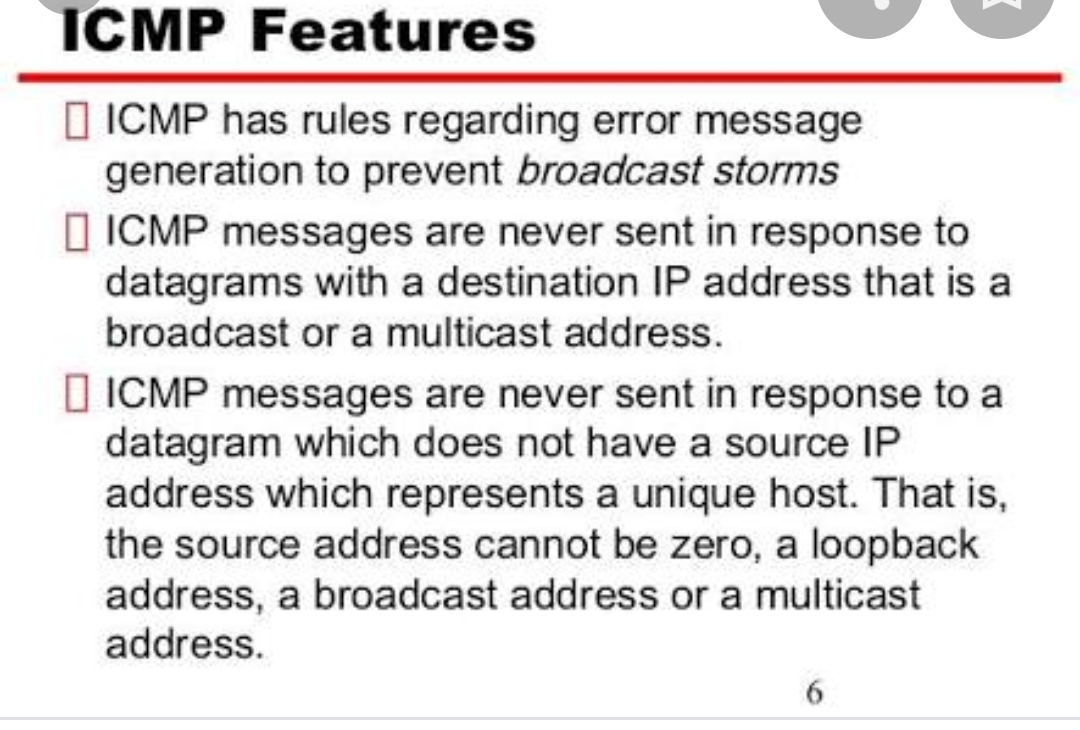 ICMP Features
ICMP has rules regarding error message
generation to prevent broadcast storms
ICMP messages are never sent in response to
datagrams with a destination IP address that is a
broadcast or a multicast address.
ICMP messages are never sent in response to a
datagram which does not have a source IP
address which represents a unique host. That is,
the source address cannot be zero, a loopback
address, a broadcast address or a multicast
address.
6